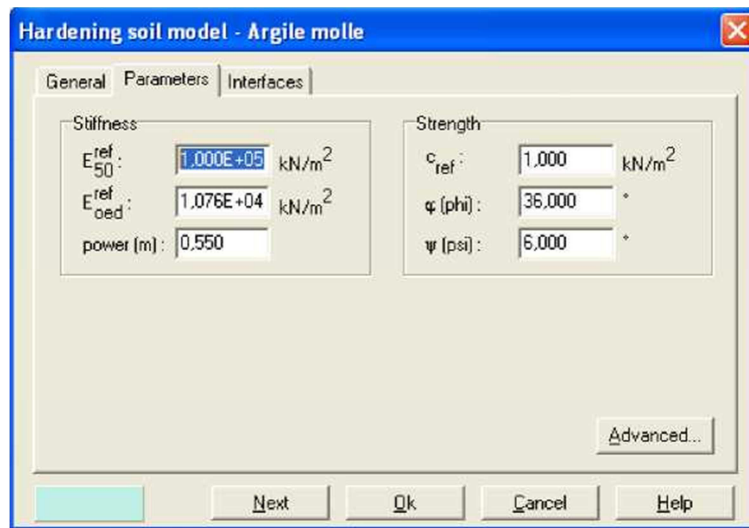 Hardening soil model - Argile molle
General Parameters Interfaces
Stiffness
E50ref : 1,000E+05 kN/m2
Eoedref : 1,076E+04 kN/m2
power (m) : 0,550
Strength
cref : 1,000 kN/m2
φ (phi) : 36,000 °
ψ (psi) : 6,000 °
Advanced...
Next Ok Cancel Help